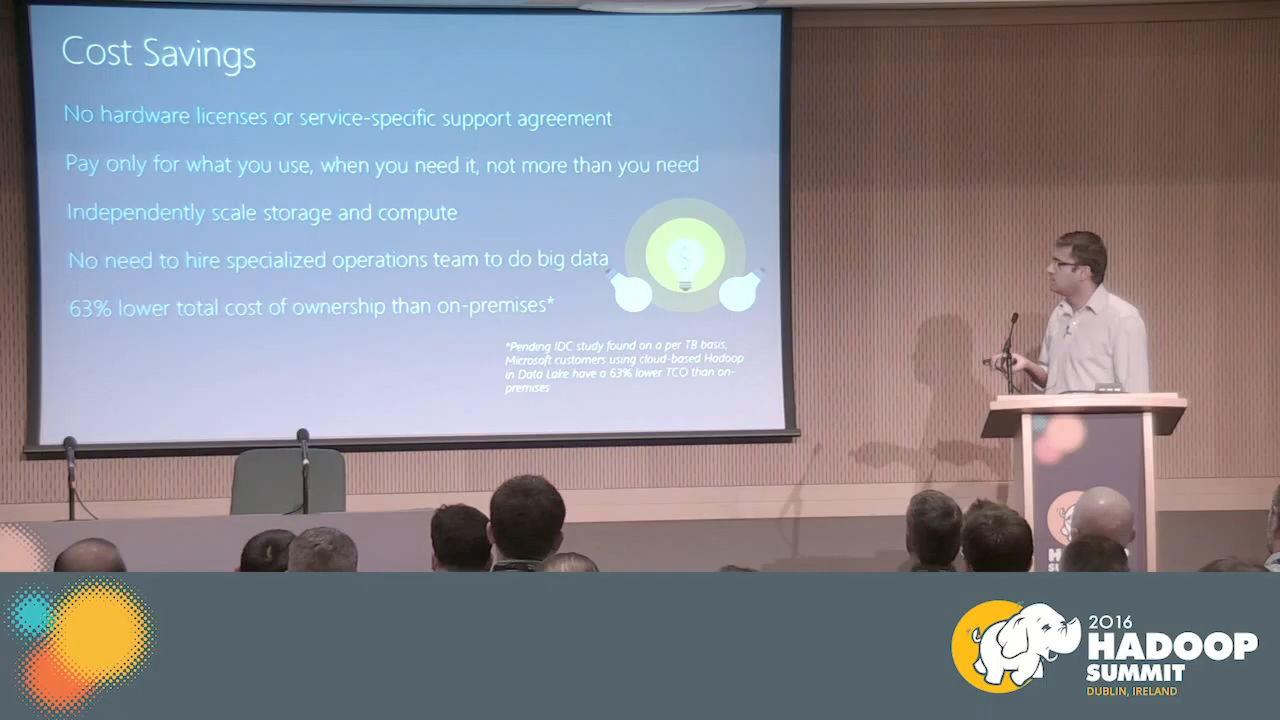 Cost Savings
No hardware licenses or service-specific support agreement
Pay only for what you use, when you need it, not more than you need
Independently scale storage and compute
No need to hire specialized operations team to do big data
63% lower total cost of ownership than on-premises*
*Pending IDC study found on a per TB basis,
Microsoft customers using cloud-based Hadoop
in Data Lake have a 63% lower TCO than on-
premises
2016
HADOOP
SUMMIT
DUBLIN, IRELAND